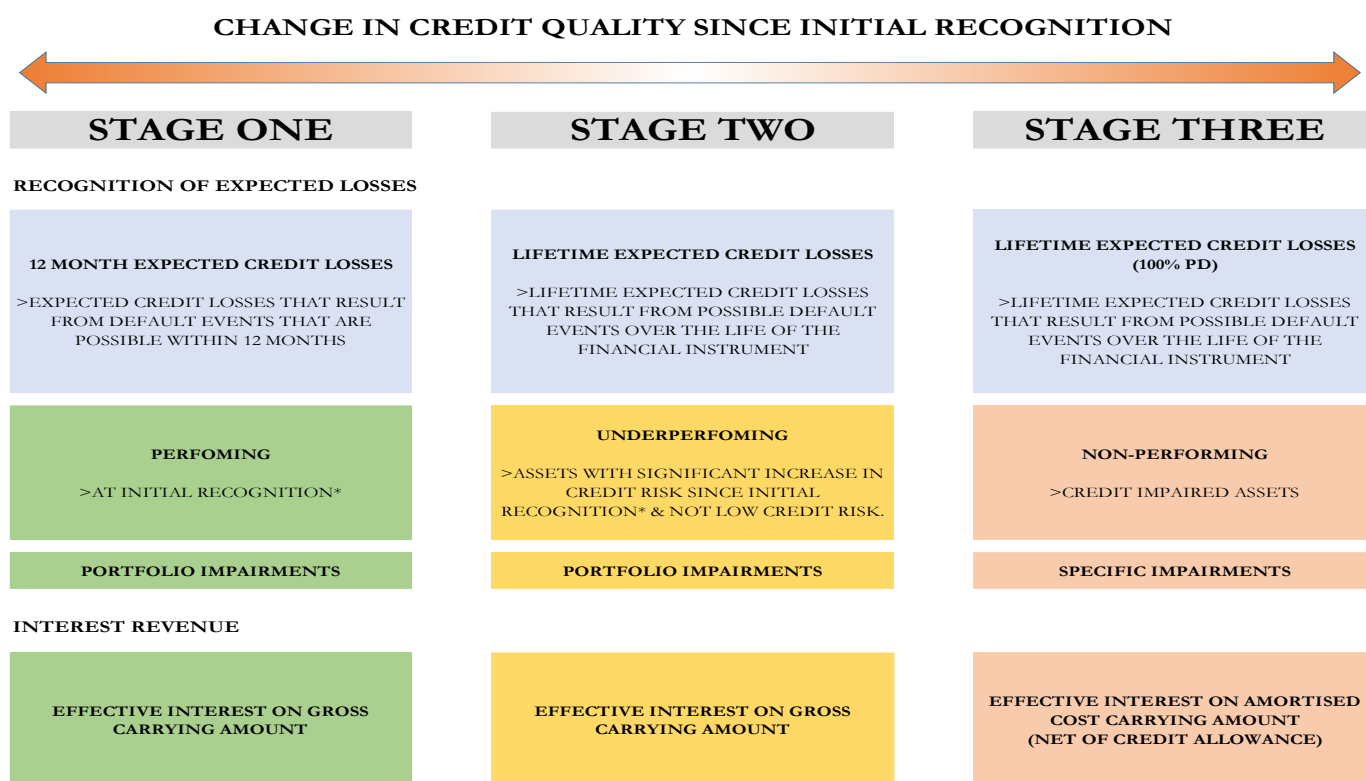 CHANGE IN CREDIT QUALITY SINCE INITIAL RECOGNITION
STAGE ONE
STAGE TWO
STAGE THREE
RECOGNITION OF EXPECTED LOSSES
12 MONTH EXPECTED CREDIT LOSSES
>EXPECTED CREDIT LOSSES THAT RESULT
FROM DEFAULT EVENTS THAT ARE
POSSIBLE WITHIN 12 MONTHS
LIFETIME EXPECTED CREDIT LOSSES
>LIFETIME EXPECTED CREDIT LOSSES
THAT RESULT FROM POSSIBLE DEFAULT
EVENTS OVER THE LIFE OF THE
FINANCIAL INSTRUMENT
LIFETIME EXPECTED CREDIT LOSSES
(100% PD)
>LIFETIME EXPECTED CREDIT LOSSES
THAT RESULT FROM POSSIBLE DEFAULT
EVENTS OVER THE LIFE OF THE
FINANCIAL INSTRUMENT
PERFOMING
>AT INITIAL RECOGNITION*
UNDERPERFOMING
>ASSETS WITH SIGNIFICANT INCREASE IN
CREDIT RISK SINCE INITIAL
RECOGNITION* & NOT LOW CREDIT RISK.
NON-PERFORMING
>CREDIT IMPAIRED ASSETS
PORTFOLIO IMPAIRMENTS
PORTFOLIO IMPAIRMENTS
SPECIFIC IMPAIRMENTS
INTEREST REVENUE
EFFECTIVE INTEREST ON GROSS
CARRYING AMOUNT
EFFECTIVE INTEREST ON GROSS
CARRYING AMOUNT
EFFECTIVE INTEREST ON AMORTISED
COST CARRYING AMOUNT
(NET OF CREDIT ALLOWANCE)